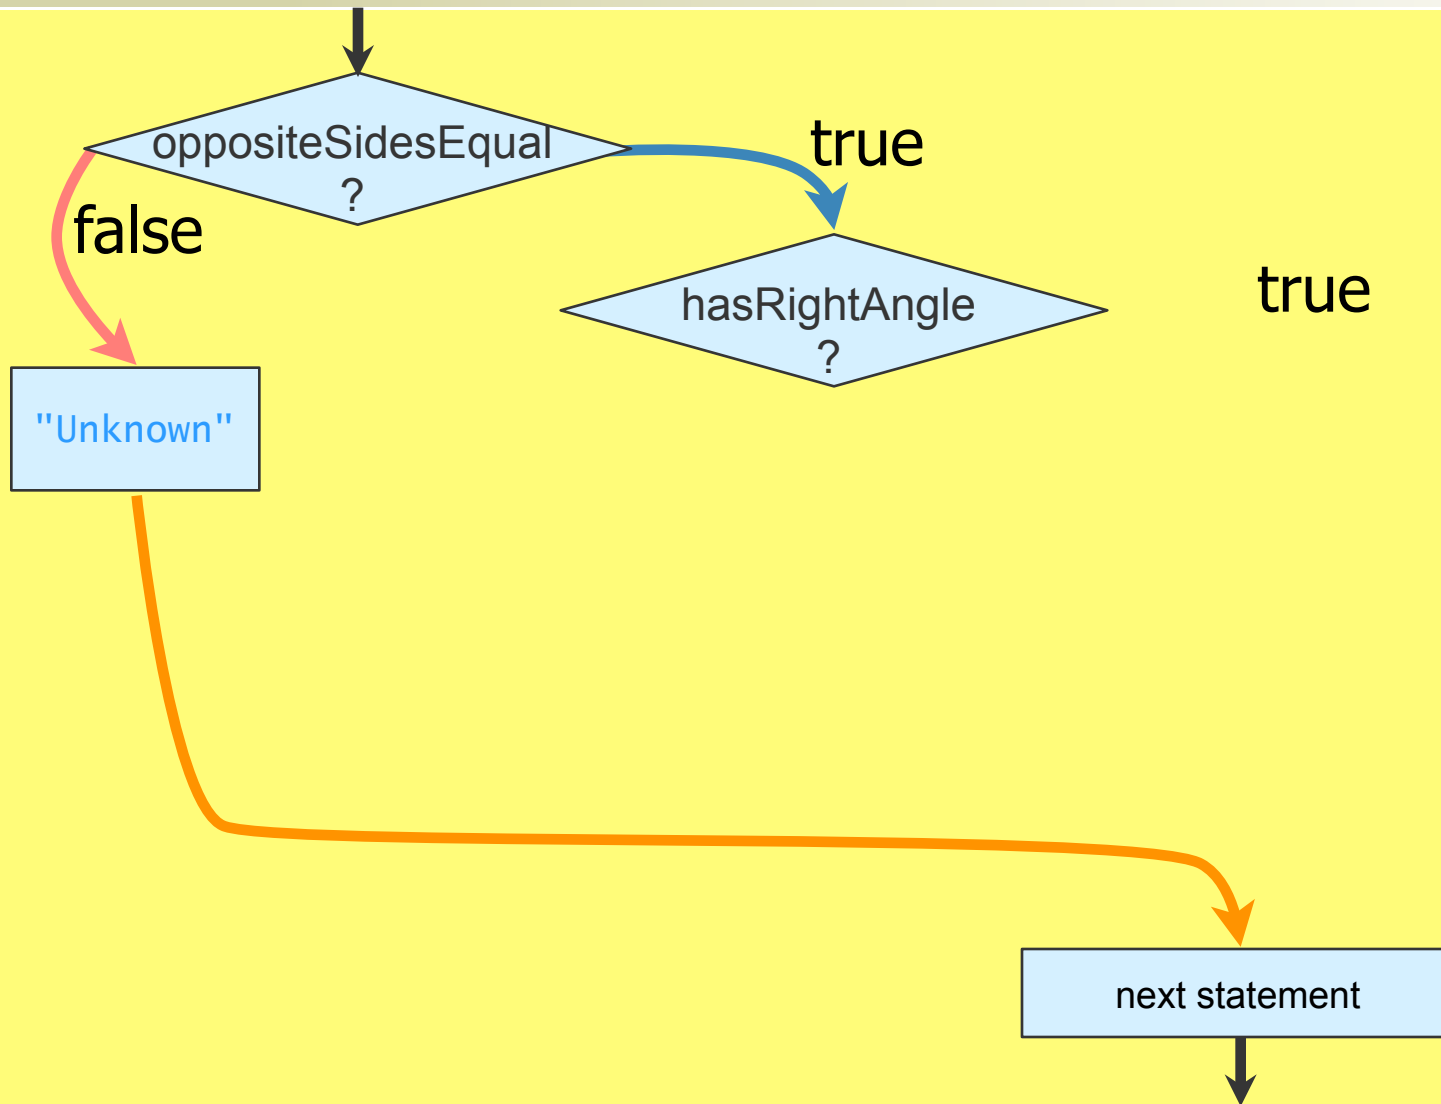 oppositeSidesEqual
?
true
false
hasRightAngle
?
true
"Unknown"
next statement